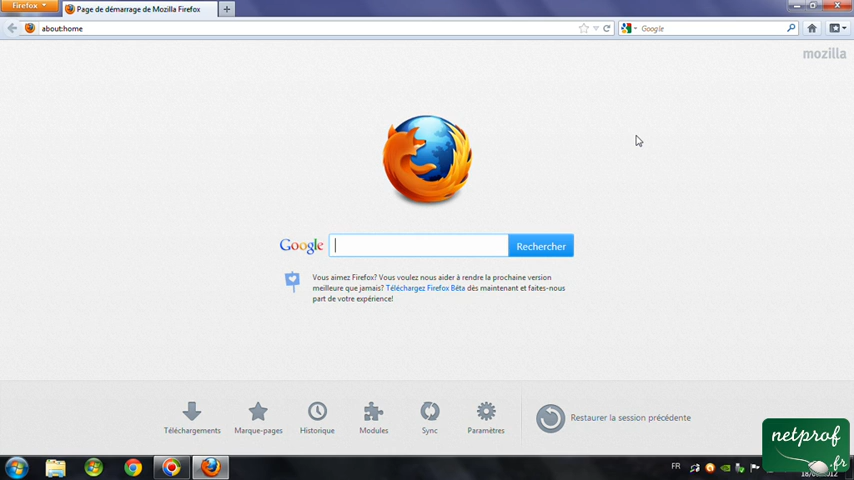 Firefox
Page de démarrage de Mozilla Firefox
about:home
Google
mozilla
Google
Rechercher
Vous aimez Firefox? Vous voulez nous aider à rendre la prochaine version
meilleure que jamais? Téléchargez Firefox Bêta dès maintenant et faites-nous
part de votre expérience!
Téléchargements
Marque-pages
Historique
Modules
Sync
Paramètres
Restaurer la session précédente
netprof
.fr
FR